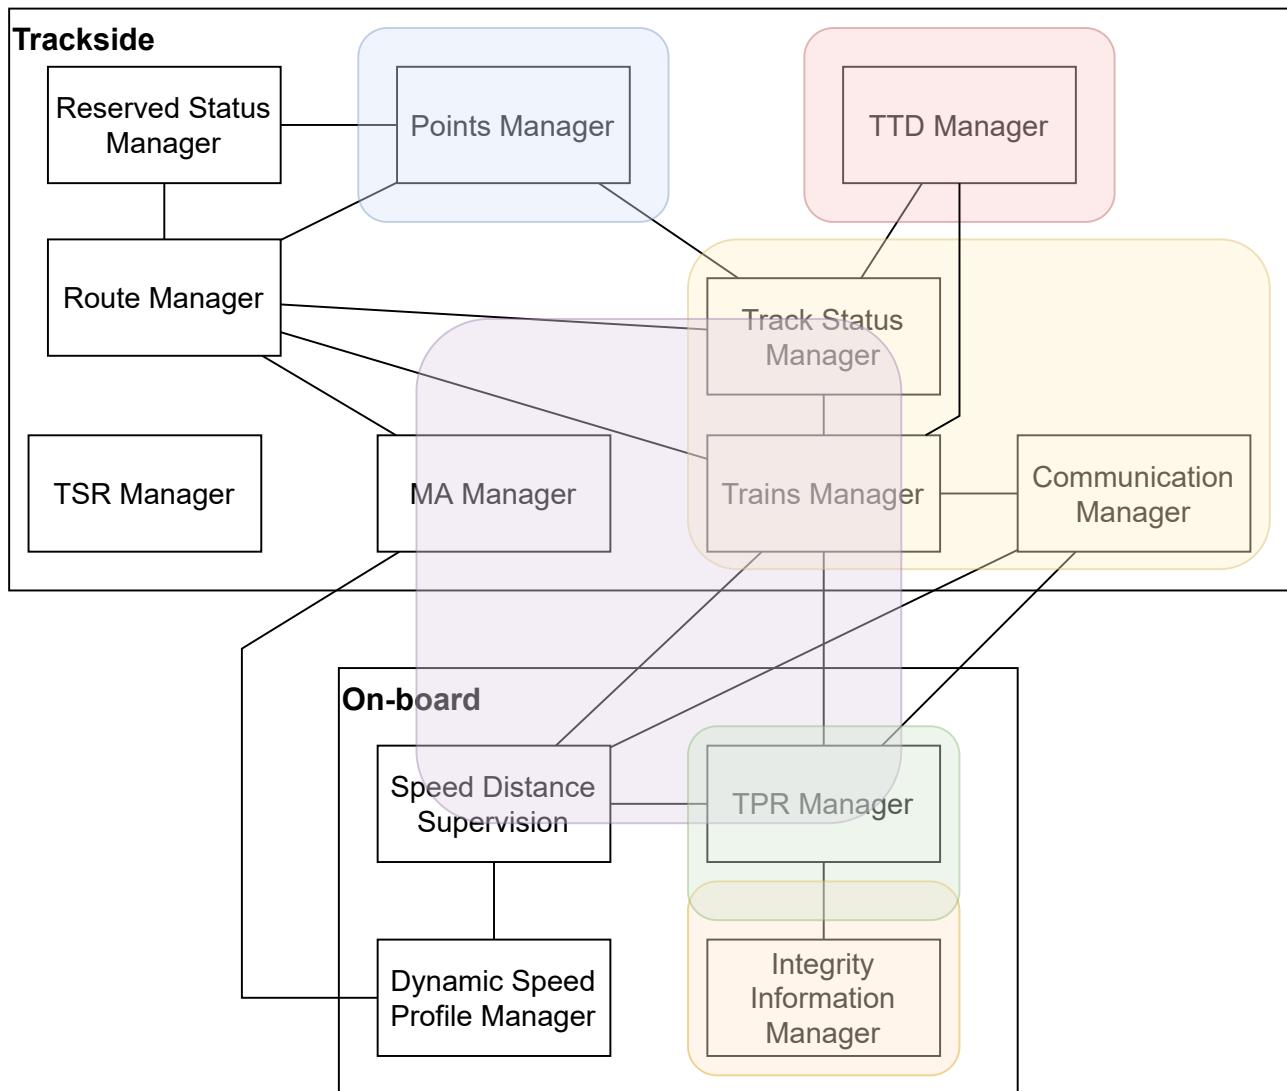 Trackside
Reserved Status
Manager
Points Manager
TTD Manager
Route Manager
Track Status
Manager
TSR Manager
MA Manager
Trains Manager
Communication
Manager
On-board
Speed Distance
Supervision
TPR Manager
Dynamic Speed
Profile Manager
Integrity
Information
Manager